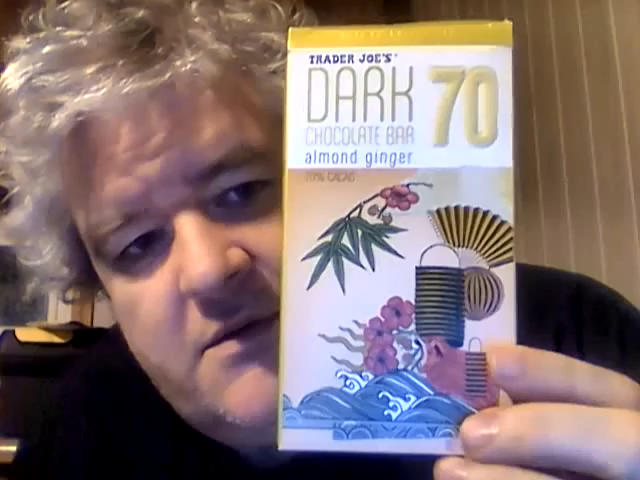 TRADER JOE'S
DARK 70
CHOCOLATE BAR
almond ginger
70% CACAO